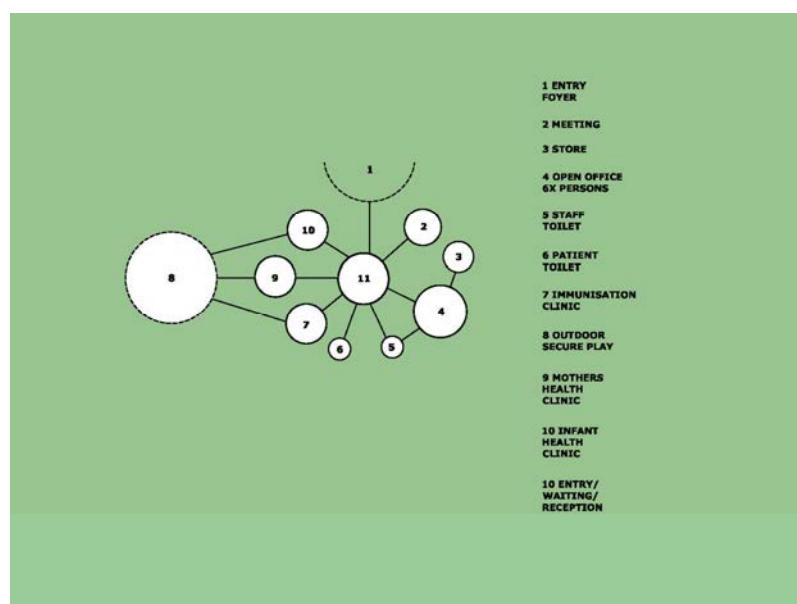 1 ENTRY
FOYER
2 MEETING
3 STORE
4 OPEN OFFICE
6X PERSONS
5 STAFF
TOILET
6 PATIENT
TOILET
7 IMMUNISATION
CLINIC
8 OUTDOOR
SECURE PLAY
9 MOTHERS
HEALTH
CLINIC
10 INFANT
HEALTH
CLINIC
10 ENTRY/
WAITING/
RECEPTION
1
10
2
3
8
9
11
4
7
6
5